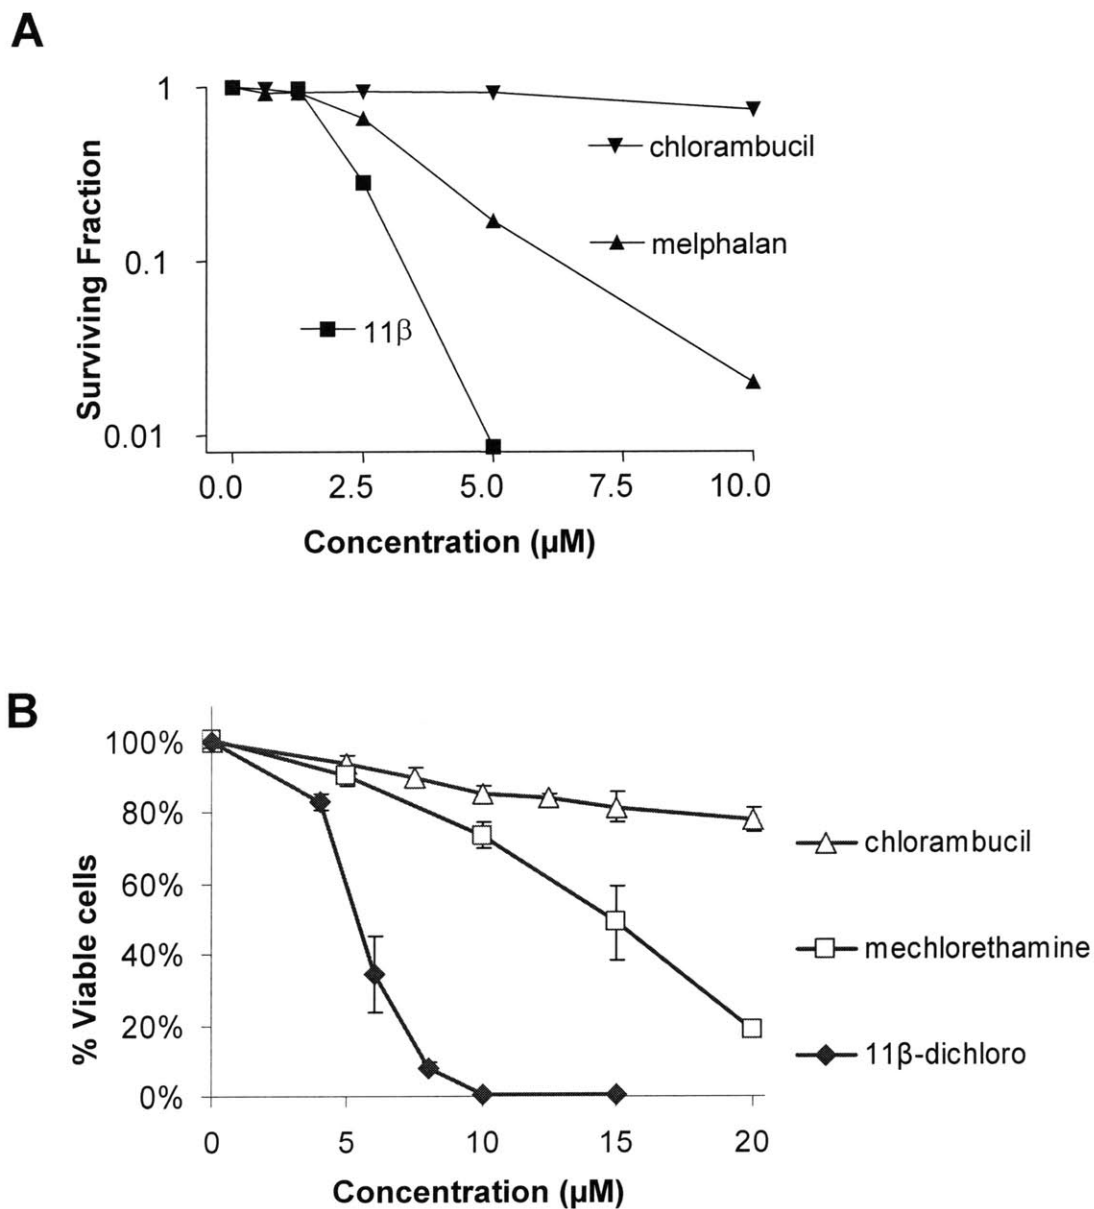 A
1
0.1
0.01
Surviving Fraction
chlorambucil
melphalan
11β
0.0 2.5 5.0 7.5 10.0
Concentration (µM)
B
100%
80%
60%
40%
20%
0%
% Viable cells
chlorambucil
mechlorethamine
11β-dichloro
0 5 10 15 20
Concentration (µM)